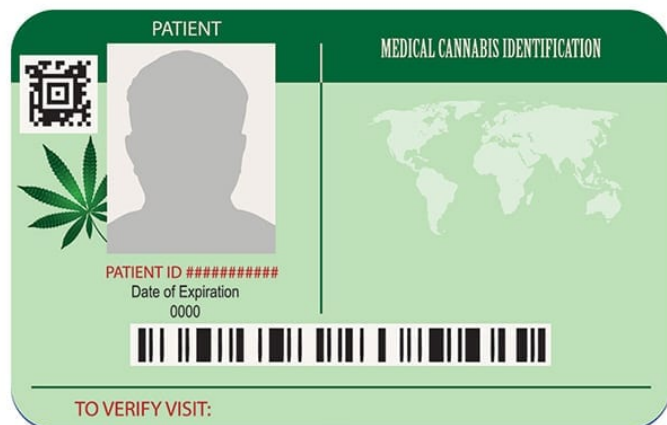 PATIENT
MEDICAL CANNABIS IDENTIFICATION
PATIENT ID ###########
Date of Expiration
0000
TO VERIFY VISIT: